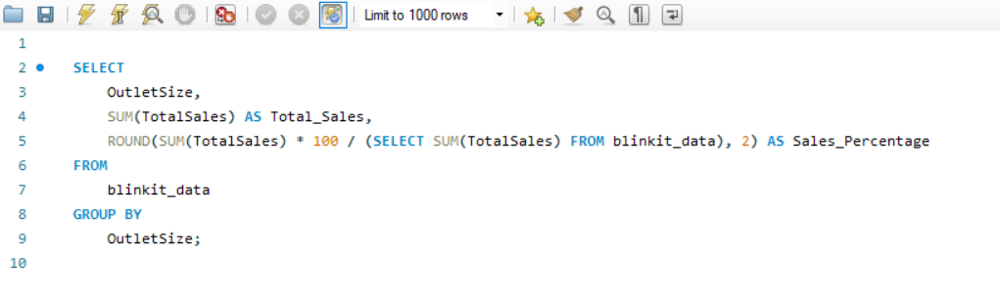 Limit to 1000 rows
1
2 SELECT
3 OutletSize,
4 SUM(TotalSales) AS Total_Sales,
5 ROUND(SUM(TotalSales) * 100 / (SELECT SUM(TotalSales) FROM blinkit_data), 2) AS Sales_Percentage
6 FROM
7 blinkit_data
8 GROUP BY
9 OutletSize;
10